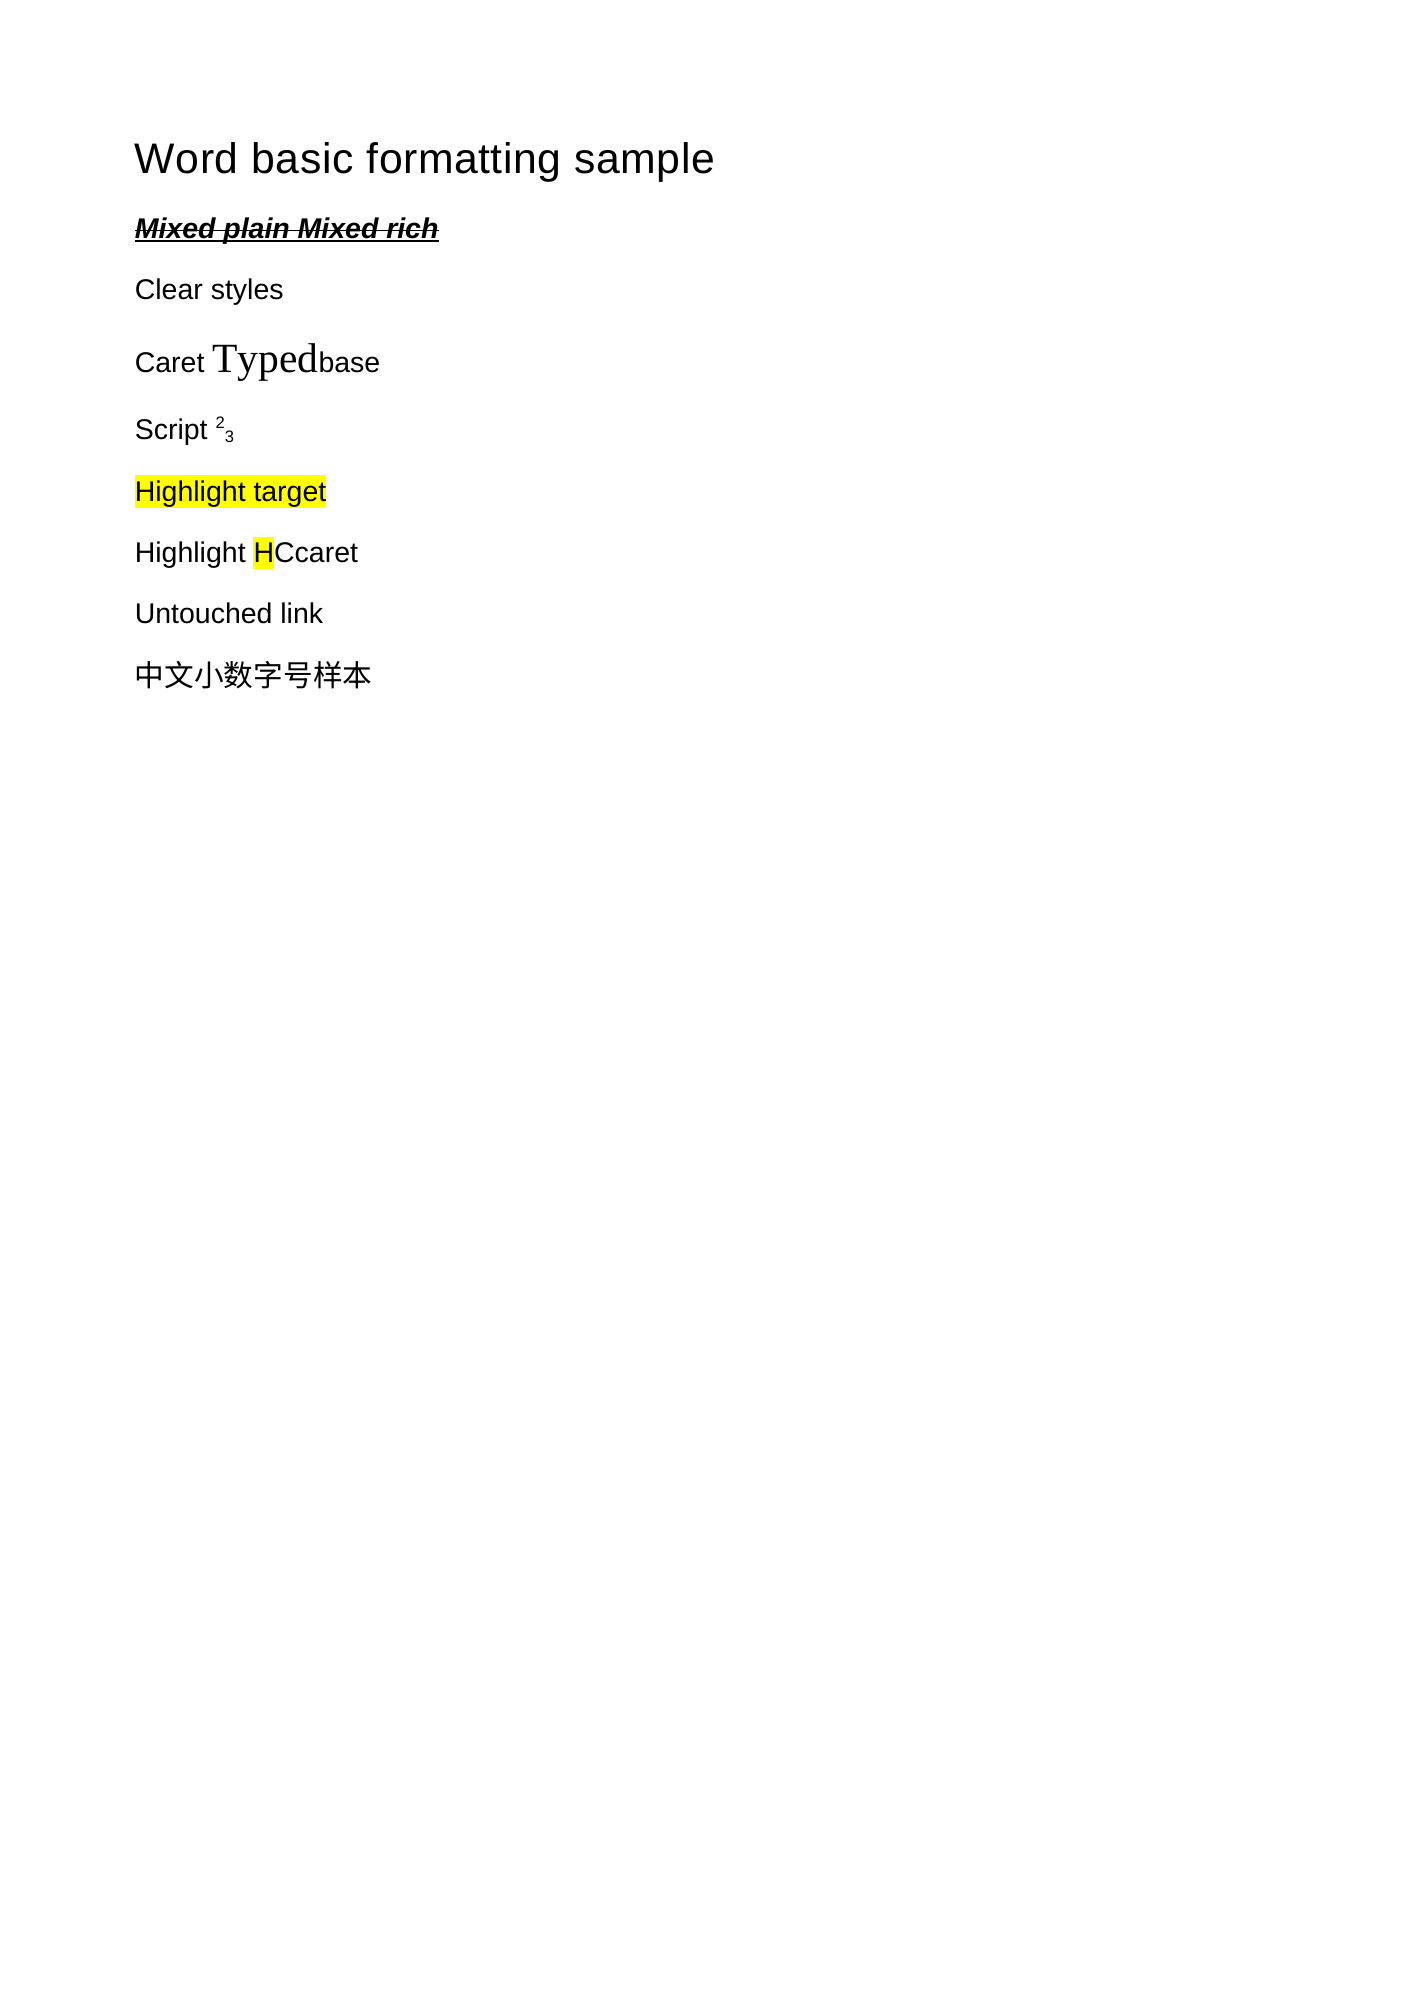 Word basic formatting sample
Mixed plain Mixed rich
Clear styles
Caret Typedbase
Script ²₃
Highlight target
Highlight HCcaret
Untouched link
中文小数字号样本